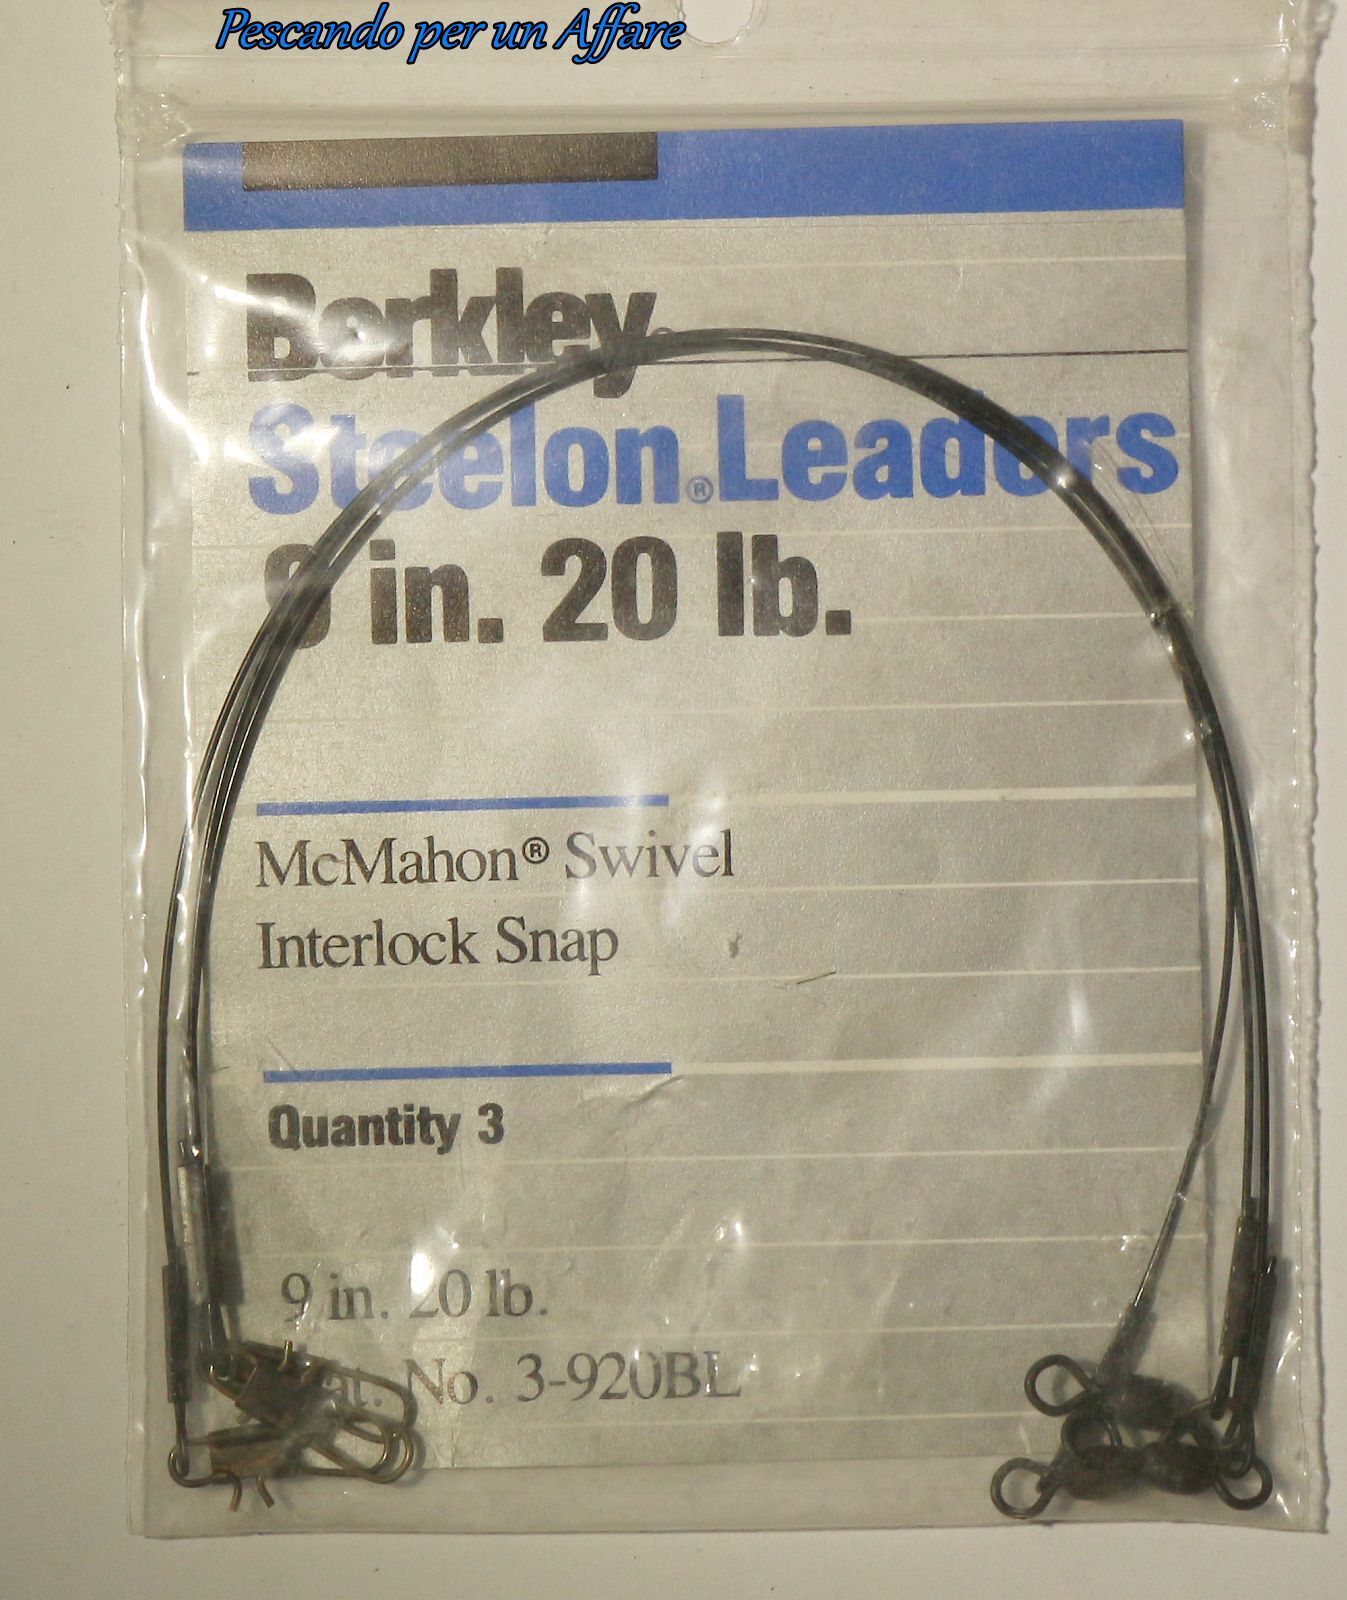 Pescando per un Affare
Berkley
Steelon® Leaders
9 in. 20 lb.
McMahon® Swivel
Interlock Snap
Quantity 3
9 in. 20 lb.
Cat. No. 3-920BL